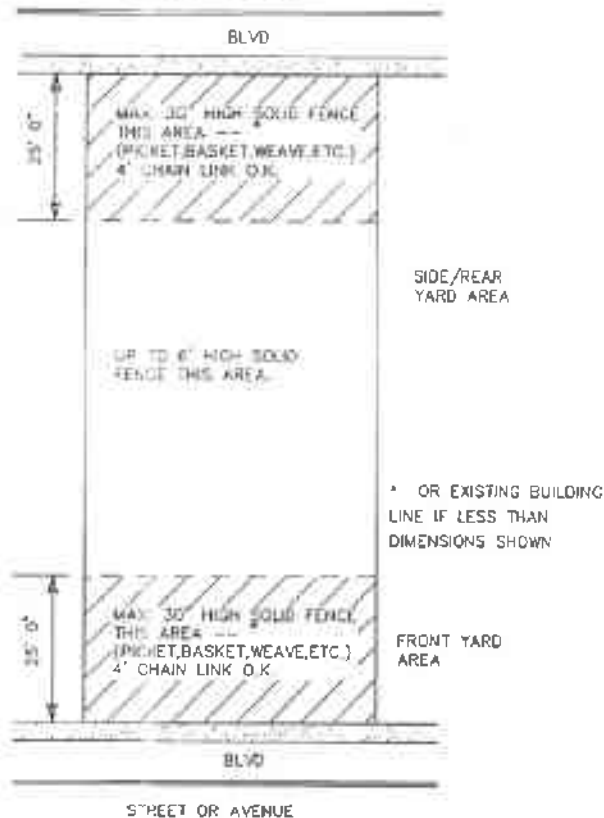 BLVD
25' 0"
MAX 30" HIGH SOLID FENCE
THIS AREA -- *
(PICKET,BASKET,WEAVE,ETC.)
4' CHAIN LINK O.K.
SIDE/REAR
YARD AREA
UP TO 6' HIGH SOLID
FENCE THIS AREA.
* OR EXISTING BUILDING
LINE IF LESS THAN
DIMENSIONS SHOWN
25' 0"
MAX 30" HIGH SOLID FENCE
THIS AREA -- *
(PICKET,BASKET,WEAVE,ETC.)
4' CHAIN LINK O.K
FRONT YARD
AREA
BLVD
STREET OR AVENUE